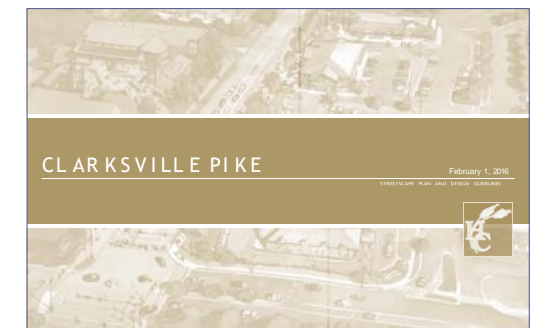 CLARKSVILLE PIKE
February 1, 2016
STREETSCAPE PLAN AND DESIGN GUIDELINES